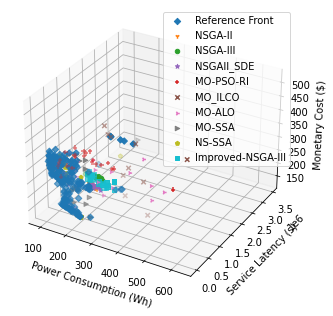 Reference Front
NSGA-II
NSGA-III
NSGAII_SDE
MO-PSO-RI
MO_ILCO
MO-ALO
MO-SSA
NS-SSA
Improved-NSGA-III
500
450
400
350
300
250
200
150
Monetary Cost ($)
3.5
3.0
2.5
2.0
1.5
1.0
0.5
0.0
1e6
Service Latency (S)
100
200
300
400
500
600
Power Consumption (Wh)